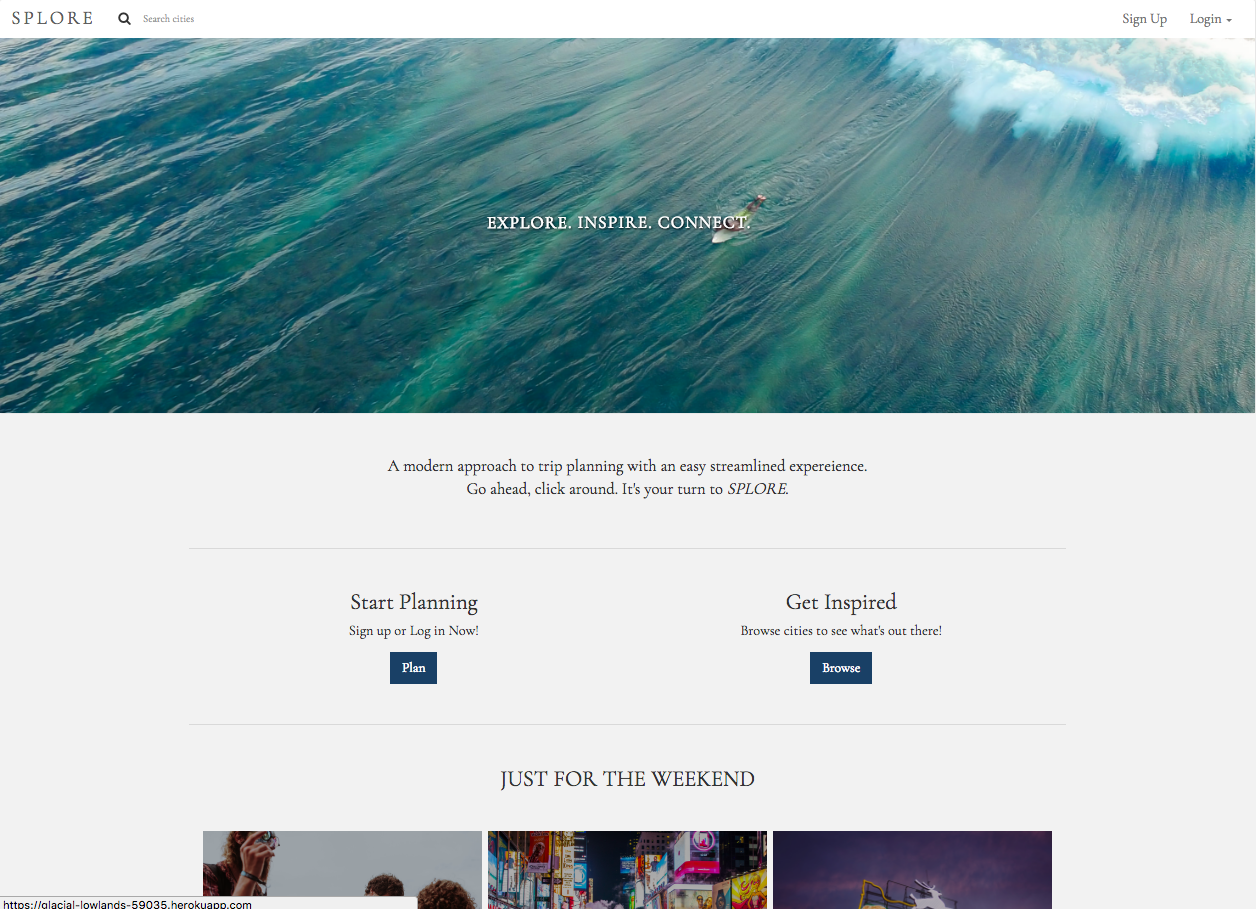 SPLORE
Search cities
Sign Up
Login
EXPLORE. INSPIRE. CONNECT.
A modern approach to trip planning with an easy streamlined expereience.
Go ahead, click around. It's your turn to SPLORE.
Start Planning
Get Inspired
Sign up or Log in Now!
Browse cities to see what's out there!
Plan
Browse
JUST FOR THE WEEKEND
https://glacial-lowlands-59035.herokuapp.com